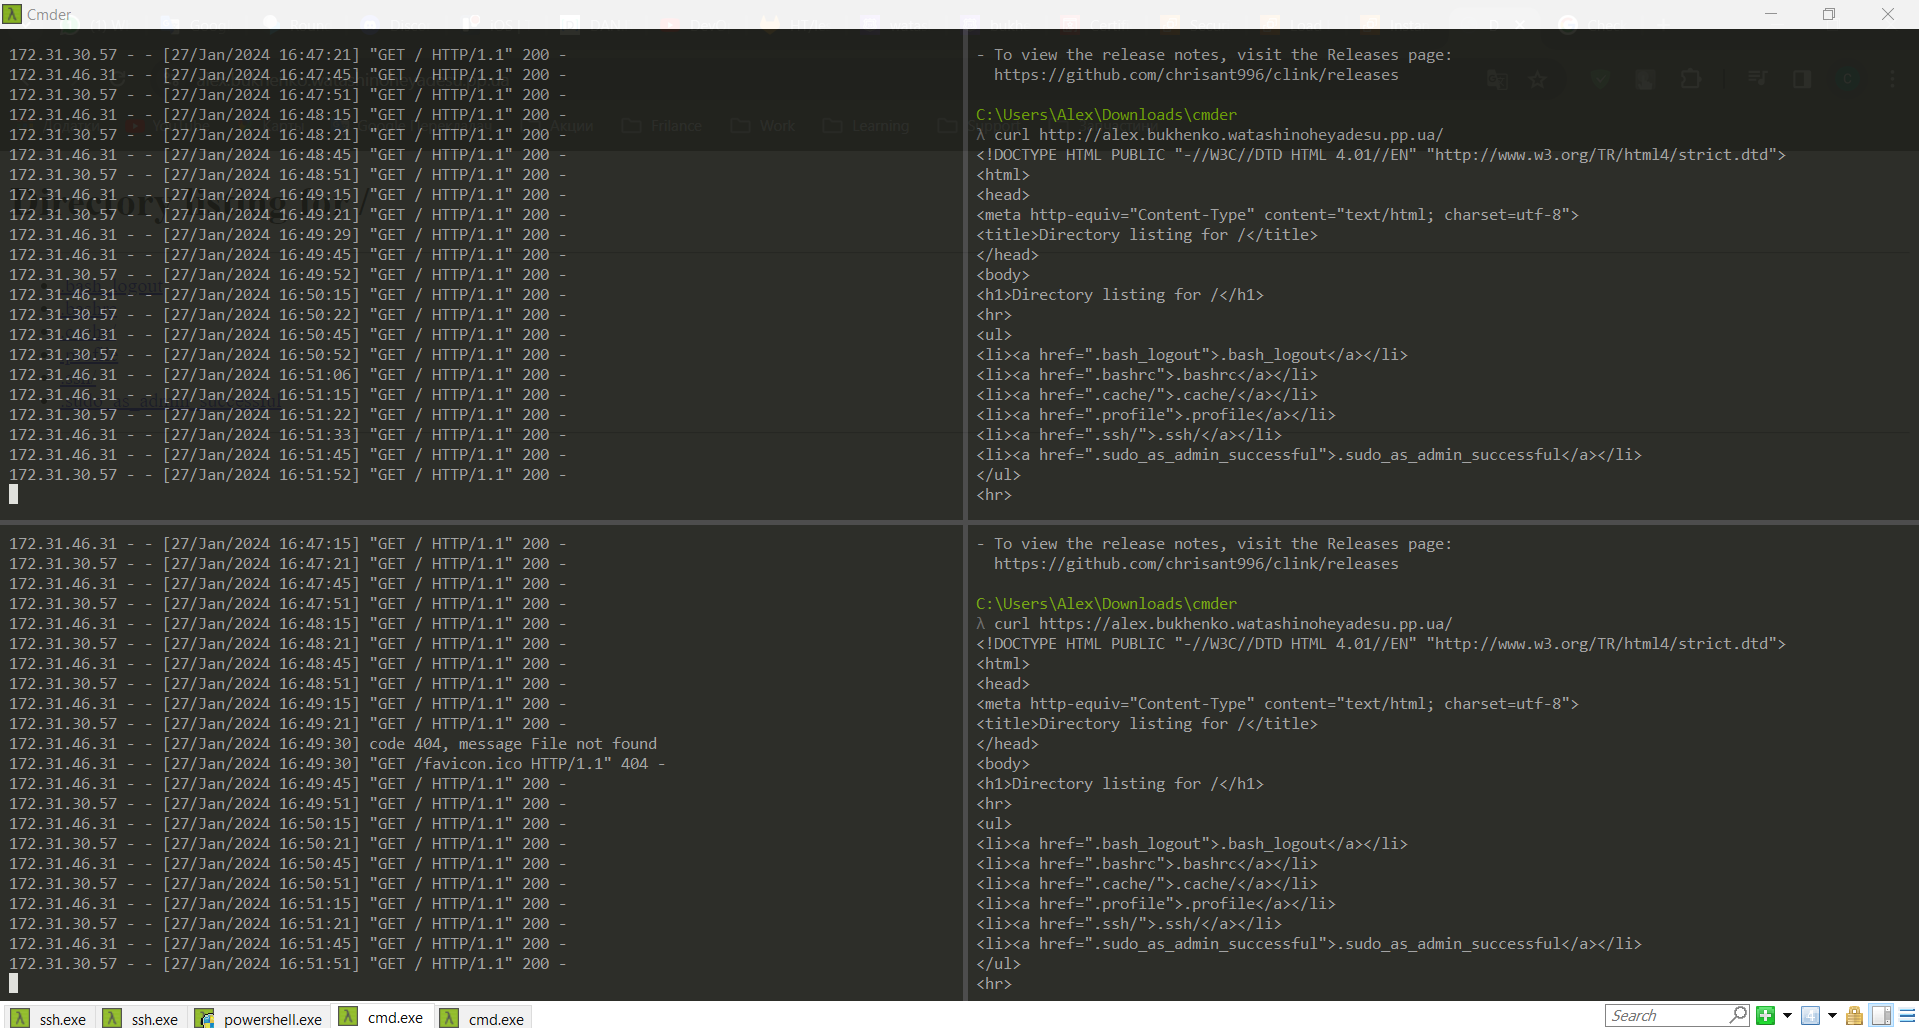 Cmder
172.31.30.57 - - [27/Jan/2024 16:47:21] "GET / HTTP/1.1" 200 -
172.31.46.31 - - [27/Jan/2024 16:47:45] "GET / HTTP/1.1" 200 -
172.31.30.57 - - [27/Jan/2024 16:47:51] "GET / HTTP/1.1" 200 -
172.31.46.31 - - [27/Jan/2024 16:48:15] "GET / HTTP/1.1" 200 -
172.31.30.57 - - [27/Jan/2024 16:48:21] "GET / HTTP/1.1" 200 -
172.31.46.31 - - [27/Jan/2024 16:48:45] "GET / HTTP/1.1" 200 -
172.31.30.57 - - [27/Jan/2024 16:48:51] "GET / HTTP/1.1" 200 -
172.31.46.31 - - [27/Jan/2024 16:49:15] "GET / HTTP/1.1" 200 -
172.31.30.57 - - [27/Jan/2024 16:49:21] "GET / HTTP/1.1" 200 -
172.31.46.31 - - [27/Jan/2024 16:49:29] "GET / HTTP/1.1" 200 -
172.31.46.31 - - [27/Jan/2024 16:49:45] "GET / HTTP/1.1" 200 -
172.31.30.57 - - [27/Jan/2024 16:49:52] "GET / HTTP/1.1" 200 -
172.31.46.31 - - [27/Jan/2024 16:50:15] "GET / HTTP/1.1" 200 -
172.31.30.57 - - [27/Jan/2024 16:50:22] "GET / HTTP/1.1" 200 -
172.31.46.31 - - [27/Jan/2024 16:50:45] "GET / HTTP/1.1" 200 -
172.31.30.57 - - [27/Jan/2024 16:50:52] "GET / HTTP/1.1" 200 -
172.31.46.31 - - [27/Jan/2024 16:51:06] "GET / HTTP/1.1" 200 -
172.31.46.31 - - [27/Jan/2024 16:51:15] "GET / HTTP/1.1" 200 -
172.31.30.57 - - [27/Jan/2024 16:51:22] "GET / HTTP/1.1" 200 -
172.31.46.31 - - [27/Jan/2024 16:51:33] "GET / HTTP/1.1" 200 -
172.31.46.31 - - [27/Jan/2024 16:51:45] "GET / HTTP/1.1" 200 -
172.31.30.57 - - [27/Jan/2024 16:51:52] "GET / HTTP/1.1" 200 -
- To view the release notes, visit the Releases page:
https://github.com/chrisant996/clink/releases
C:\Users\Alex\Downloads\cmder
λ curl http://alex.bukhenko.watashinoheyadesu.pp.ua/
<!DOCTYPE HTML PUBLIC "-//W3C//DTD HTML 4.01//EN" "http://www.w3.org/TR/html4/strict.dtd">
<html>
<head>
<meta http-equiv="Content-Type" content="text/html; charset=utf-8">
<title>Directory listing for /</title>
</head>
<body>
<h1>Directory listing for /</h1>
<hr>
<ul>
<li><a href=".bash_logout">.bash_logout</a></li>
<li><a href=".bashrc">.bashrc</a></li>
<li><a href=".cache/">.cache/</a></li>
<li><a href=".profile">.profile</a></li>
<li><a href=".ssh/">.ssh/</a></li>
<li><a href=".sudo_as_admin_successful">.sudo_as_admin_successful</a></li>
</ul>
<hr>
172.31.46.31 - - [27/Jan/2024 16:47:15] "GET / HTTP/1.1" 200 -
172.31.30.57 - - [27/Jan/2024 16:47:21] "GET / HTTP/1.1" 200 -
172.31.46.31 - - [27/Jan/2024 16:47:45] "GET / HTTP/1.1" 200 -
172.31.30.57 - - [27/Jan/2024 16:47:51] "GET / HTTP/1.1" 200 -
172.31.46.31 - - [27/Jan/2024 16:48:15] "GET / HTTP/1.1" 200 -
172.31.30.57 - - [27/Jan/2024 16:48:21] "GET / HTTP/1.1" 200 -
172.31.46.31 - - [27/Jan/2024 16:48:45] "GET / HTTP/1.1" 200 -
172.31.30.57 - - [27/Jan/2024 16:48:51] "GET / HTTP/1.1" 200 -
172.31.46.31 - - [27/Jan/2024 16:49:15] "GET / HTTP/1.1" 200 -
172.31.30.57 - - [27/Jan/2024 16:49:21] "GET / HTTP/1.1" 200 -
172.31.46.31 - - [27/Jan/2024 16:49:30] code 404, message File not found
172.31.46.31 - - [27/Jan/2024 16:49:30] "GET /favicon.ico HTTP/1.1" 404 -
172.31.46.31 - - [27/Jan/2024 16:49:45] "GET / HTTP/1.1" 200 -
172.31.30.57 - - [27/Jan/2024 16:49:51] "GET / HTTP/1.1" 200 -
172.31.46.31 - - [27/Jan/2024 16:50:15] "GET / HTTP/1.1" 200 -
172.31.30.57 - - [27/Jan/2024 16:50:21] "GET / HTTP/1.1" 200 -
172.31.46.31 - - [27/Jan/2024 16:50:45] "GET / HTTP/1.1" 200 -
172.31.30.57 - - [27/Jan/2024 16:50:51] "GET / HTTP/1.1" 200 -
172.31.46.31 - - [27/Jan/2024 16:51:15] "GET / HTTP/1.1" 200 -
172.31.30.57 - - [27/Jan/2024 16:51:21] "GET / HTTP/1.1" 200 -
172.31.46.31 - - [27/Jan/2024 16:51:45] "GET / HTTP/1.1" 200 -
172.31.30.57 - - [27/Jan/2024 16:51:51] "GET / HTTP/1.1" 200 -
- To view the release notes, visit the Releases page:
https://github.com/chrisant996/clink/releases
C:\Users\Alex\Downloads\cmder
λ curl https://alex.bukhenko.watashinoheyadesu.pp.ua/
<!DOCTYPE HTML PUBLIC "-//W3C//DTD HTML 4.01//EN" "http://www.w3.org/TR/html4/strict.dtd">
<html>
<head>
<meta http-equiv="Content-Type" content="text/html; charset=utf-8">
<title>Directory listing for /</title>
</head>
<body>
<h1>Directory listing for /</h1>
<hr>
<ul>
<li><a href=".bash_logout">.bash_logout</a></li>
<li><a href=".bashrc">.bashrc</a></li>
<li><a href=".cache/">.cache/</a></li>
<li><a href=".profile">.profile</a></li>
<li><a href=".ssh/">.ssh/</a></li>
<li><a href=".sudo_as_admin_successful">.sudo_as_admin_successful</a></li>
</ul>
<hr>
Frilance Work Learning
ssh.exe ssh.exe powershell.exe cmd.exe cmd.exe Search